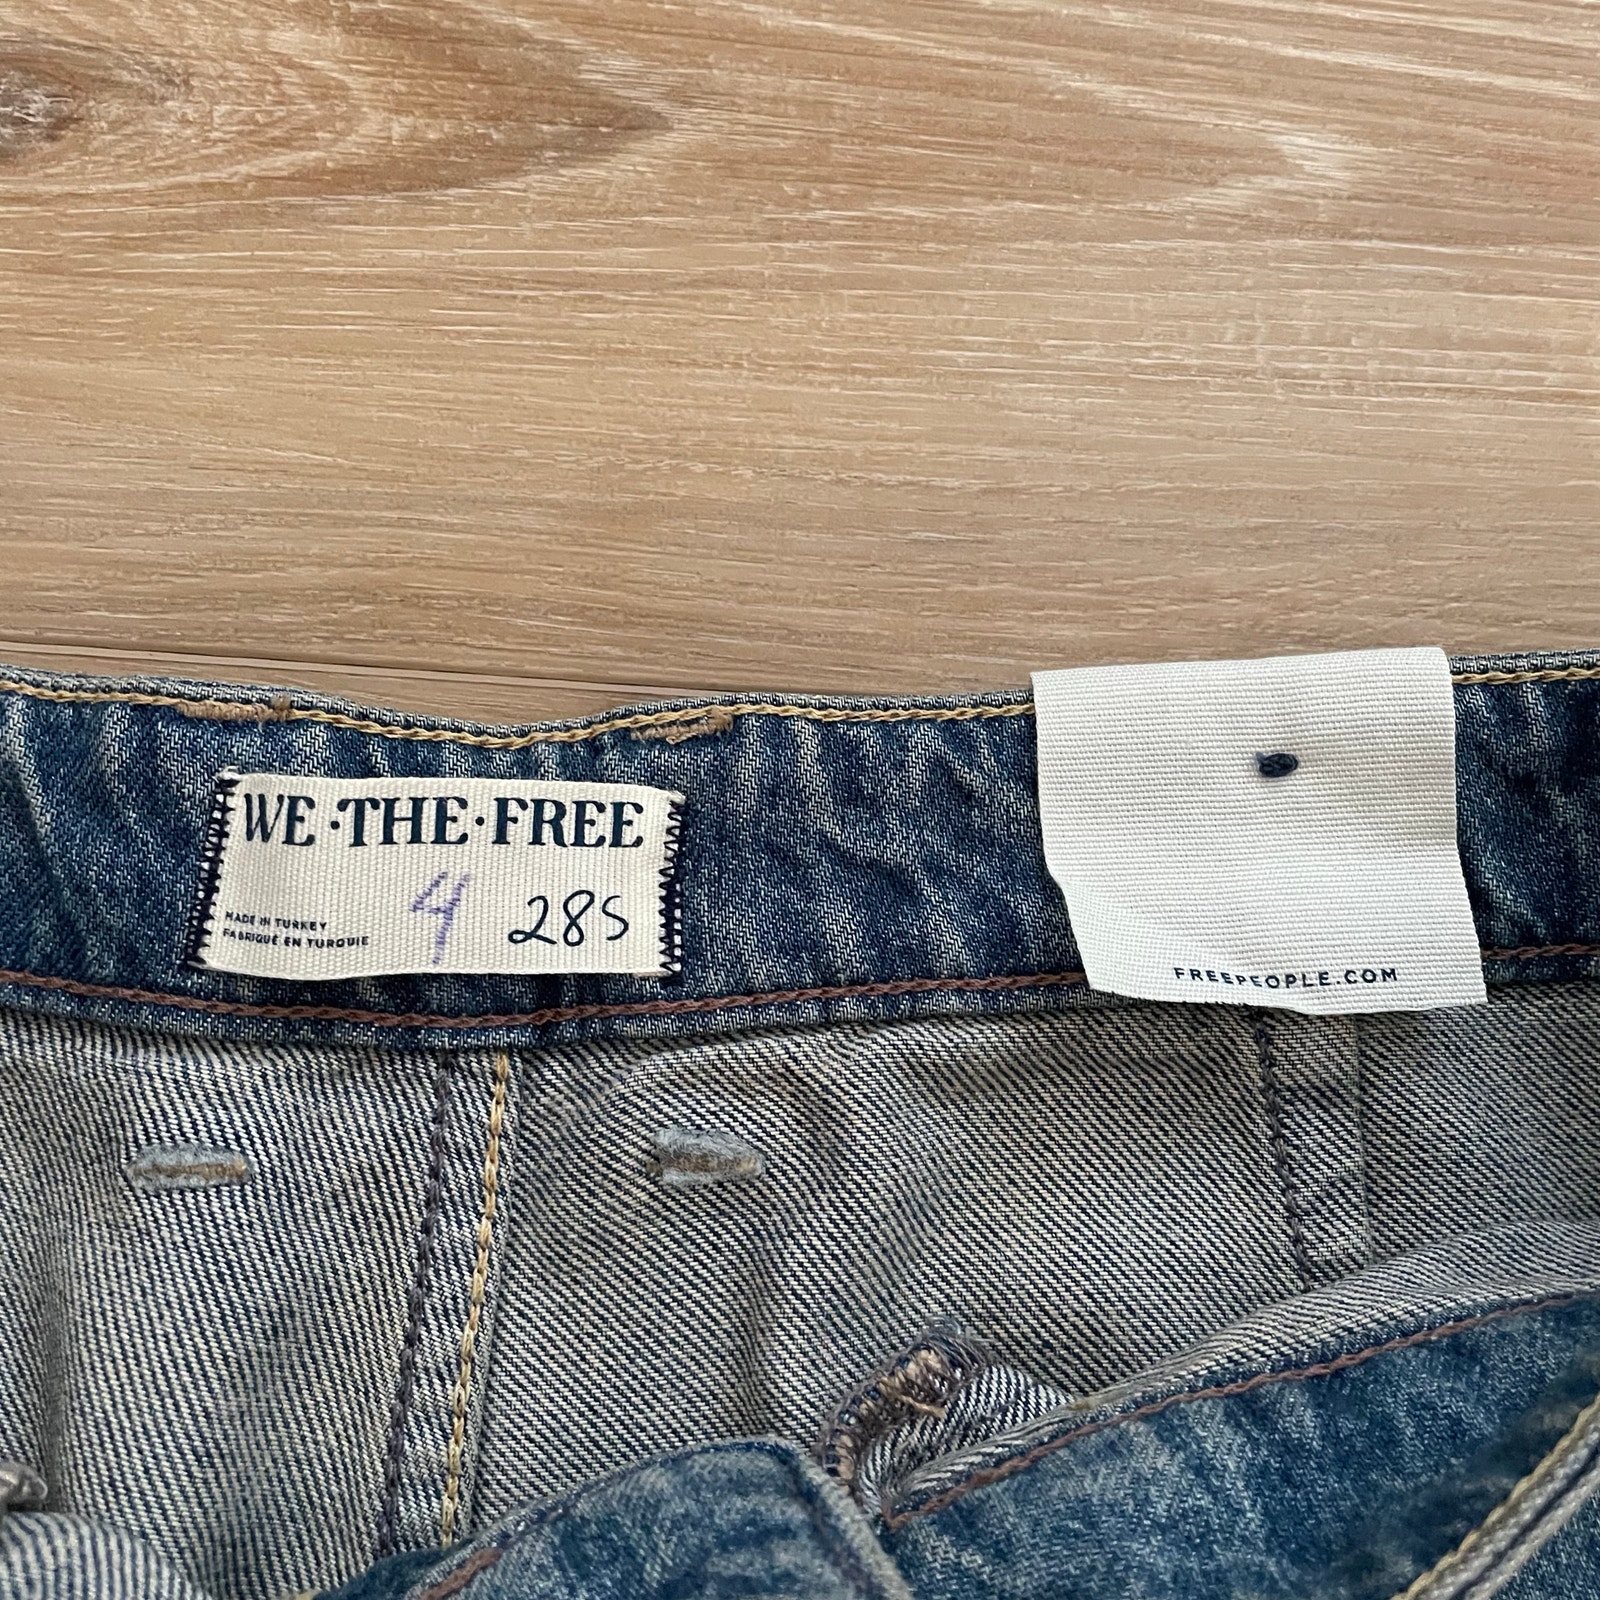 WE·THE·FREE
4 28S
MADE IN TURKEY
FABRIQUÉ EN TURQUIE
FREEPEOPLE.COM